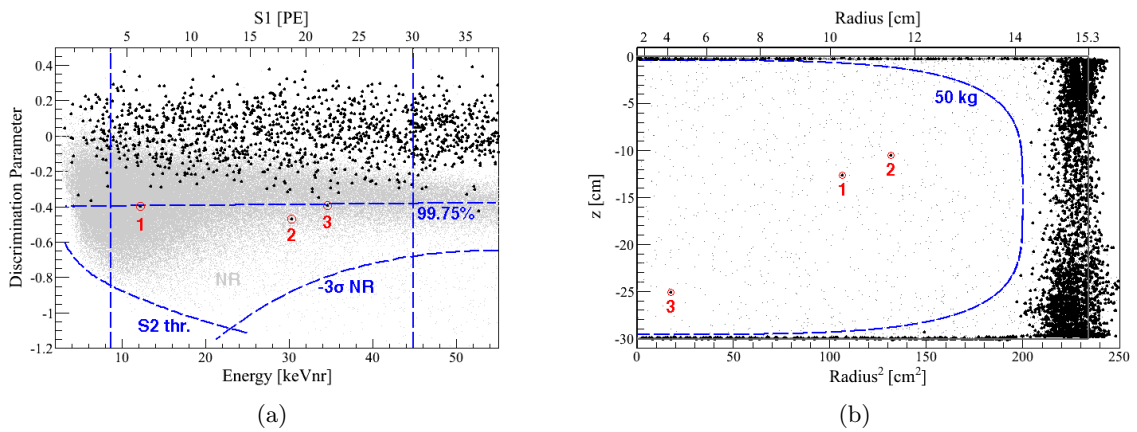 S1 [PE]
5 10 15 20 25 30 35
0.4
0.2
0
-0.2
-0.4
-0.6
-0.8
-1
-1.2
Discrimination Parameter
99.75%
1
2
3
NR
-3σ NR
S2 thr.
10 20 30 40 50
Energy [keVnr]
(a)
Radius [cm]
2 4 6 8 10 12 14 15.3
0
-5
-10
-15
-20
-25
-30
z [cm]
50 kg
2
1
3
0 50 100 150 200 250
Radius² [cm²]
(b)